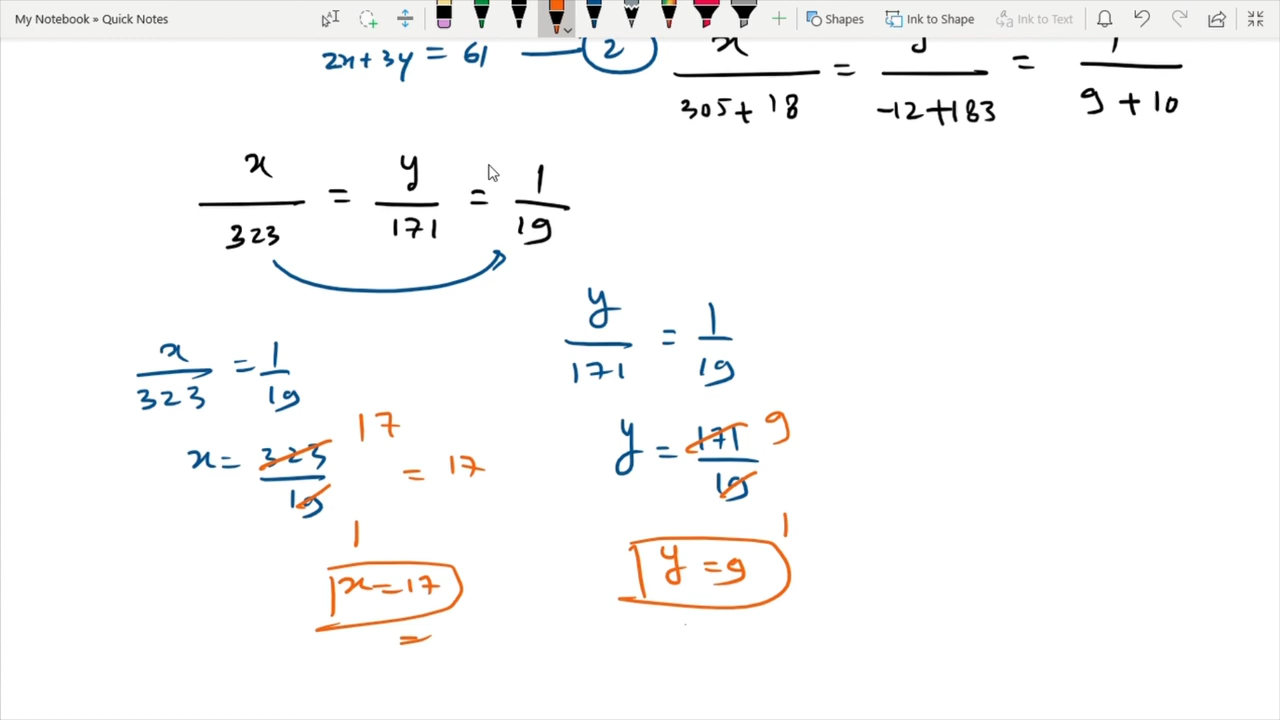 My Notebook » Quick Notes
Shapes
Ink to Shape
Ink to Text
2x+3y = 61 — 2
x/(305+18) = y/(-12+183) = 1/(9+10)
x/323 = y/171 = 1/19
x/323 = 1/19
y/171 = 1/19
x = 323/19 17 1 = 17
y = 171/19 9 1
x=17
=
y=9